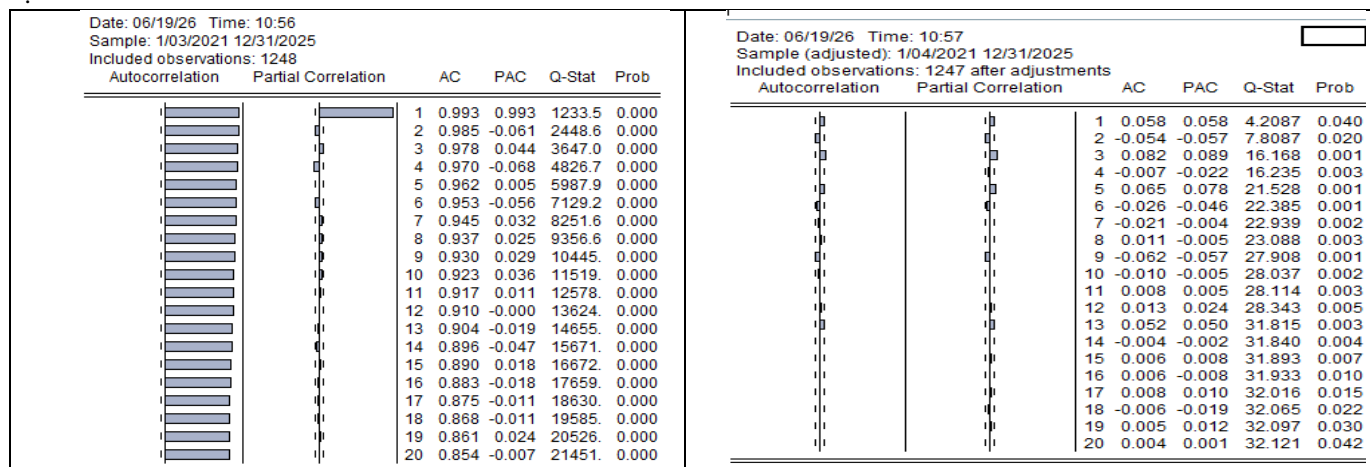 Date: 06/19/26 Time: 10:56
Sample: 1/03/2021 12/31/2025
Included observations: 1248
Autocorrelation Partial Correlation AC PAC Q-Stat Prob
1 0.993 0.993 1233.5 0.000
2 0.985 -0.061 2448.6 0.000
3 0.978 0.044 3647.0 0.000
4 0.970 -0.068 4826.7 0.000
5 0.962 0.005 5987.9 0.000
6 0.953 -0.056 7129.2 0.000
7 0.945 0.032 8251.6 0.000
8 0.937 0.025 9356.6 0.000
9 0.930 0.029 10445. 0.000
10 0.923 0.036 11519. 0.000
11 0.917 0.011 12578. 0.000
12 0.910 -0.000 13624. 0.000
13 0.904 -0.019 14655. 0.000
14 0.896 -0.047 15671. 0.000
15 0.890 0.018 16672. 0.000
16 0.883 -0.018 17659. 0.000
17 0.875 -0.011 18630. 0.000
18 0.868 -0.011 19585. 0.000
19 0.861 0.024 20526. 0.000
20 0.854 -0.007 21451. 0.000
Date: 06/19/26 Time: 10:57
Sample (adjusted): 1/04/2021 12/31/2025
Included observations: 1247 after adjustments
Autocorrelation Partial Correlation AC PAC Q-Stat Prob
1 0.058 0.058 4.2087 0.040
2 -0.054 -0.057 7.8087 0.020
3 0.082 0.089 16.168 0.001
4 -0.007 -0.022 16.235 0.003
5 0.065 0.078 21.528 0.001
6 -0.026 -0.046 22.385 0.001
7 -0.021 -0.004 22.939 0.002
8 0.011 -0.005 23.088 0.003
9 -0.062 -0.057 27.908 0.001
10 -0.010 -0.005 28.037 0.002
11 0.008 0.005 28.114 0.003
12 0.013 0.024 28.343 0.005
13 0.052 0.050 31.815 0.003
14 -0.004 -0.002 31.840 0.004
15 0.006 0.008 31.893 0.007
16 0.006 -0.008 31.933 0.010
17 0.008 0.010 32.016 0.015
18 -0.006 -0.019 32.065 0.022
19 0.005 0.012 32.097 0.030
20 0.004 0.001 32.121 0.042